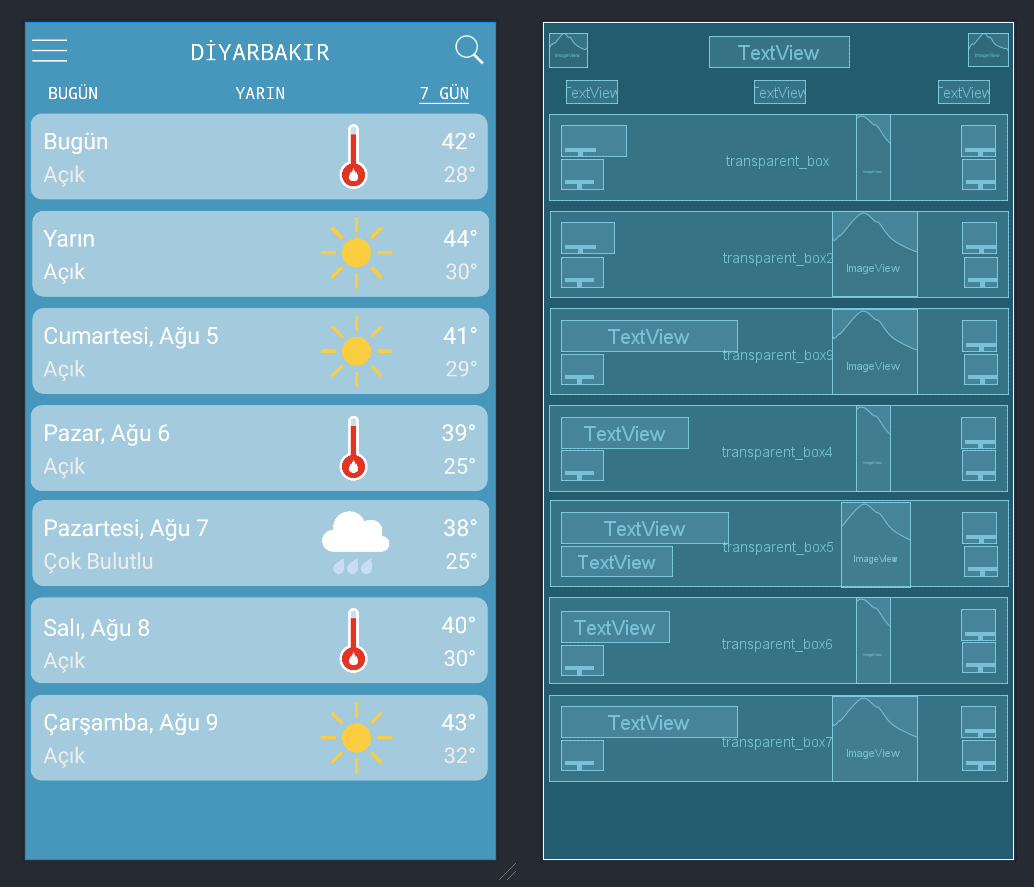 DİYARBAKIR
BUGÜN YARIN 7 GÜN
Bugün 42°
Açık 28°
Yarın 44°
Açık 30°
Cumartesi, Ağu 5 41°
Açık 29°
Pazar, Ağu 6 39°
Açık 25°
Pazartesi, Ağu 7 38°
Çok Bulutlu 25°
Salı, Ağu 8 40°
Açık 30°
Çarşamba, Ağu 9 43°
Açık 32°
ImageView TextView ImageView
TextView TextView TextView
transparent_box
ImageView
transparent_box2
ImageView
TextView
transparent_box9
ImageView
TextView
transparent_box4
ImageView
TextView
transparent_box5
TextView
ImageView
TextView
transparent_box6
ImageView
TextView
transparent_box7
ImageView